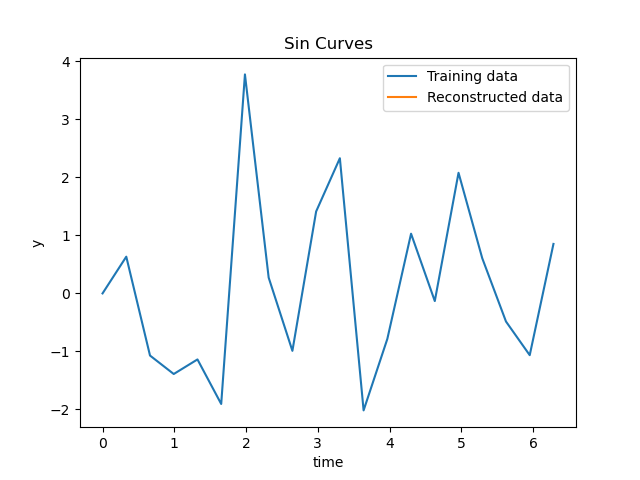 Sin Curves
Training data
Reconstructed data
4
3
2
1
0
−1
−2
y
0 1 2 3 4 5 6
time